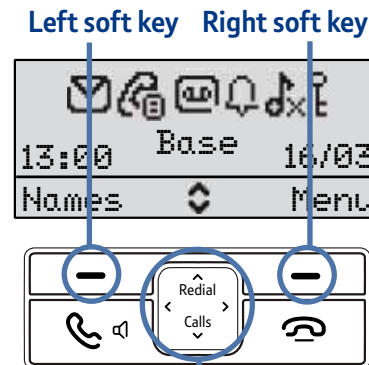 Left soft key Right soft key
Base
13:00 16/03
Names Menu
Redial
Calls